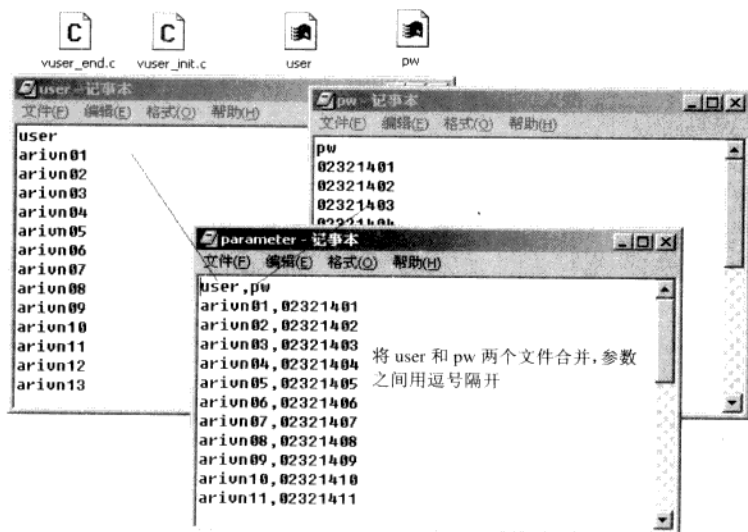 vuser_end.c
vuser_init.c
user
pw
user - 记事本
文件(F) 编辑(E) 格式(O) 帮助(H)
user
arivn01
arivn02
arivn03
arivn04
arivn05
arivn06
arivn07
arivn08
arivn09
arivn10
arivn11
arivn12
arivn13
pw - 记事本
文件(F) 编辑(E) 格式(O) 帮助(H)
pw
02321401
02321402
02321403
02321404
parameter - 记事本
文件(F) 编辑(E) 格式(O) 帮助(H)
user,pw
arivn01,02321401
arivn02,02321402
arivn03,02321403
arivn04,02321404
arivn05,02321405
arivn06,02321406
arivn07,02321407
arivn08,02321408
arivn09,02321409
arivn10,02321410
arivn11,02321411
将 user 和 pw 两个文件合并,参数
之间用逗号隔开